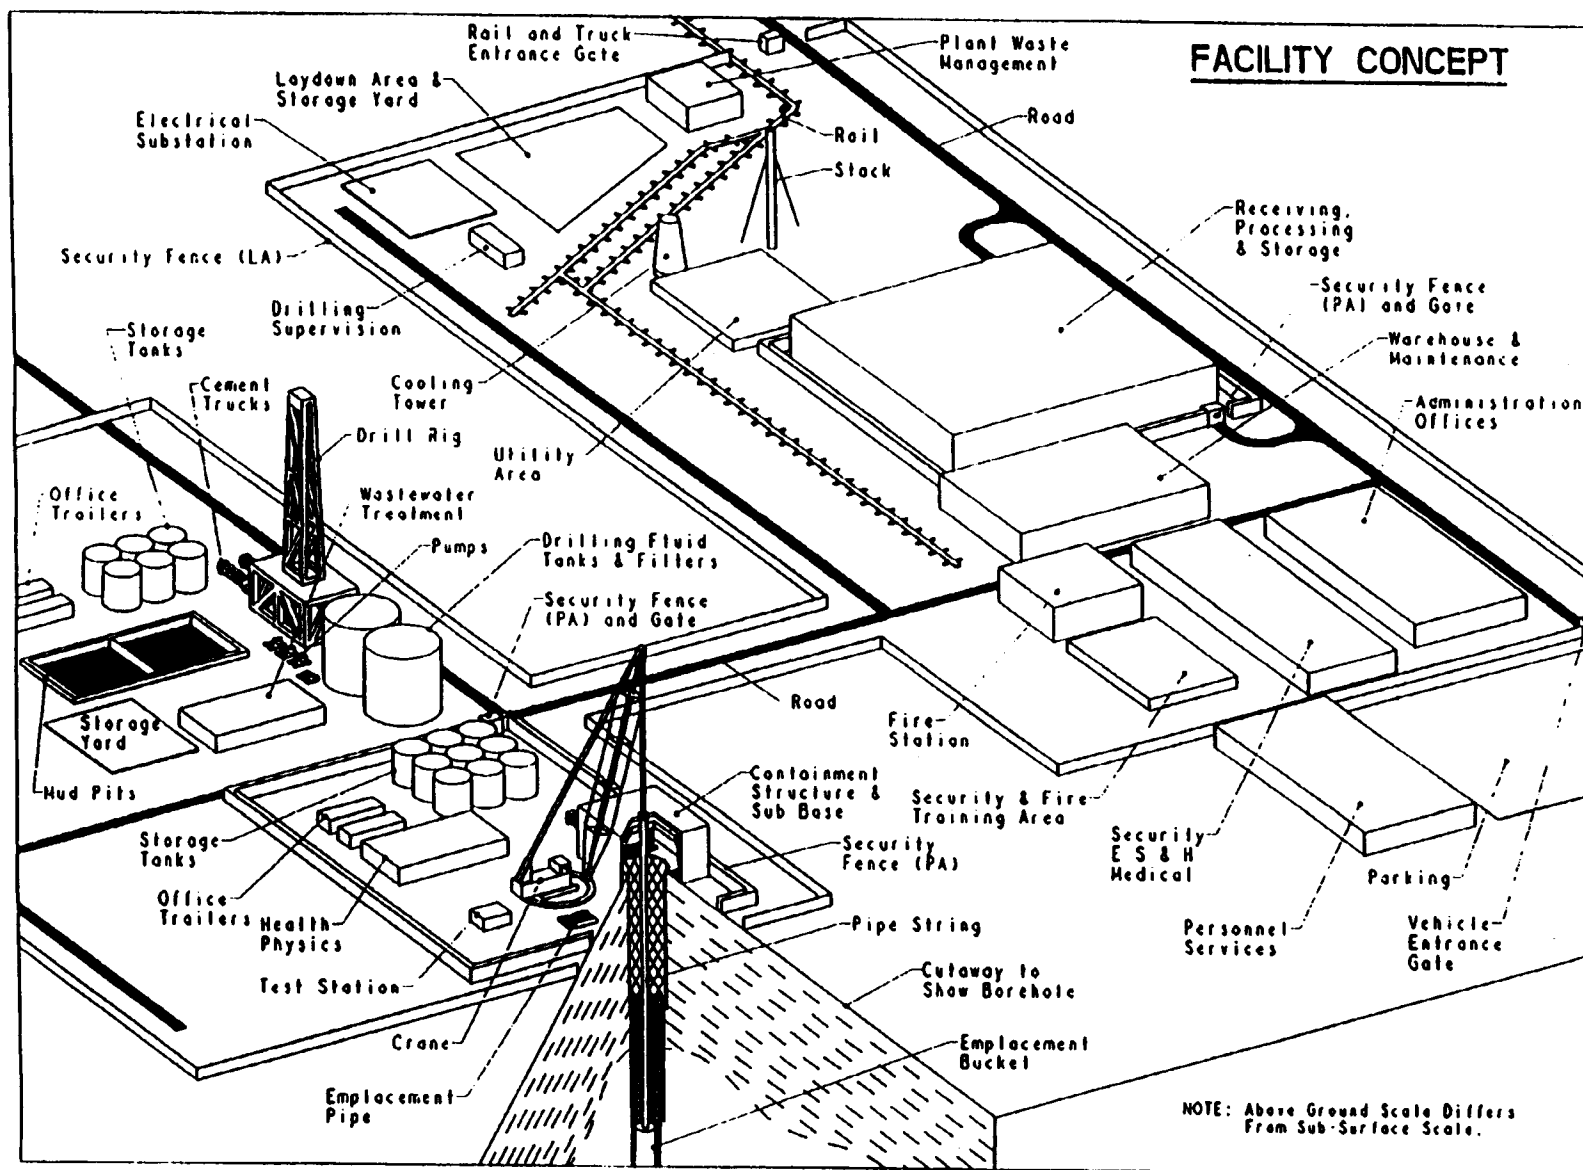 FACILITY CONCEPT
Rail and Truck
Entrance Gate
Plant Waste
Management
Laydown Area &
Storage Yard
Electrical
Substation
Rail
Road
Stack
Receiving,
Processing
& Storage
Security Fence (LA)
Security Fence
(PA) and Gate
Drilling
Supervision
Storage
Tanks
Warehouse &
Maintenance
Cement
Trucks
Cooling
Tower
Administration
Offices
Drill Rig
Utility
Area
Office
Trailers
Wastewater
Treatment
Pumps
Drilling Fluid
Tanks & Filters
Security Fence
(PA) and Gate
Road
Storage
Yard
Fire
Station
Mud Pits
Containment
Structure &
Sub Base
Security & Fire
Training Area
Storage
Tanks
Security
E S & H
Medical
Security
Fence (PA)
Parking
Office
Trailers
Health
Physics
Pipe String
Personnel
Services
Vehicle
Entrance
Gate
Test Station
Cutaway to
Show Borehole
Crane
Emplacement
Bucket
Emplacement
Pipe
NOTE: Above Ground Scale Differs
From Sub-Surface Scale.